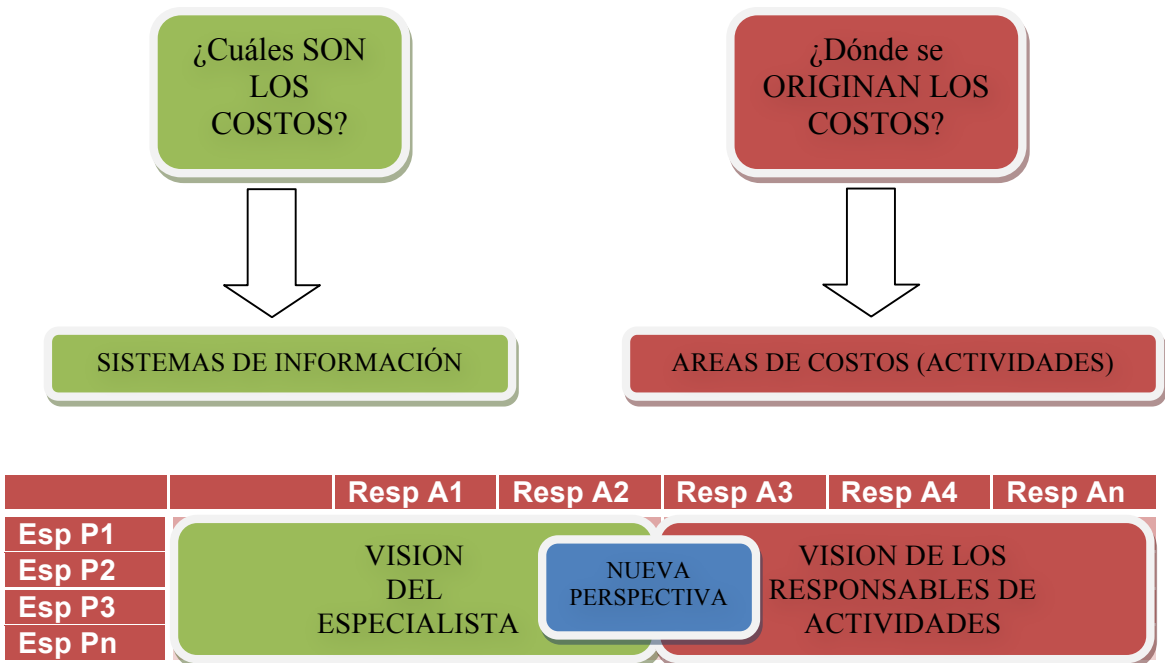 ¿Cuáles SON
LOS
COSTOS?
¿Dónde se
ORIGINAN LOS
COSTOS?
SISTEMAS DE INFORMACIÓN
AREAS DE COSTOS (ACTIVIDADES)
Resp A1 Resp A2 Resp A3 Resp A4 Resp An
Esp P1
Esp P2
Esp P3
Esp Pn
VISION
DEL
ESPECIALISTA
NUEVA
PERSPECTIVA
VISION DE LOS
RESPONSABLES DE
ACTIVIDADES